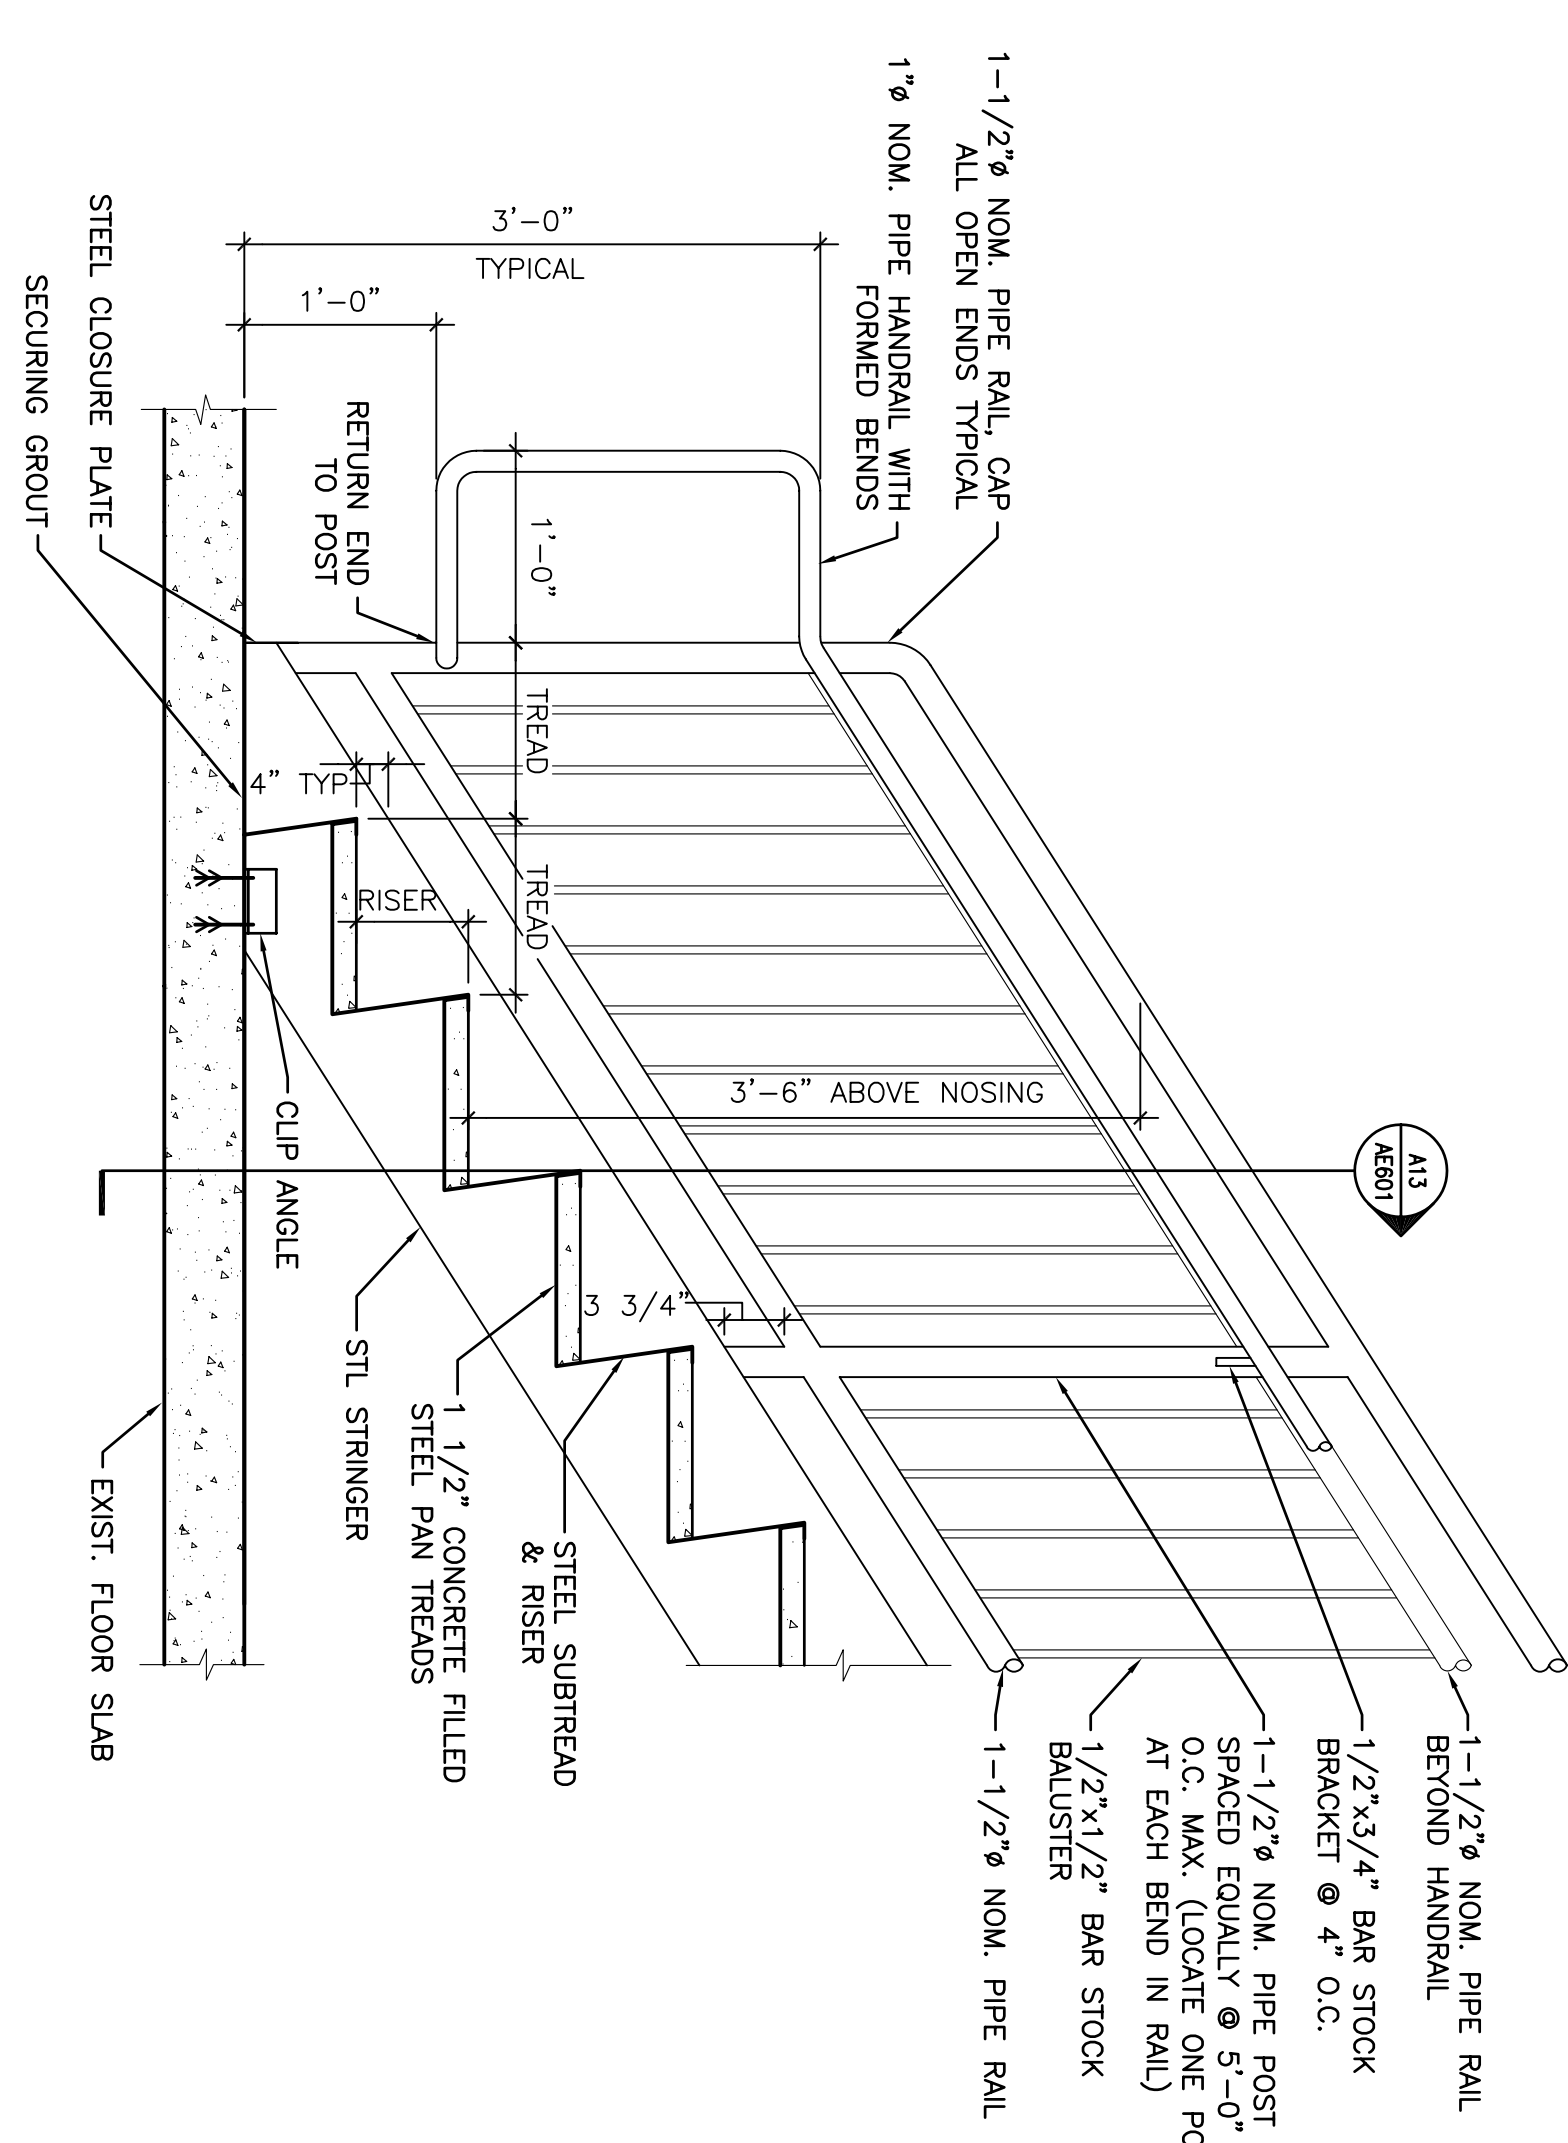 1-1/2"ø NOM. PIPE RAIL, CAP
ALL OPEN ENDS TYPICAL
1"ø NOM. PIPE HANDRAIL WITH
FORMED BENDS
3'-0"
TYPICAL
1'-0"
RETURN END
TO POST
STEEL CLOSURE PLATE
SECURING GROUT
1'-0"
TREAD
TREAD
4" TYP
RISER
3'-6" ABOVE NOSING
A13
AE601
3 3/4"
CLIP ANGLE
STL STRINGER
1 1/2" CONCRETE FILLED
STEEL PAN TREADS
STEEL SUBTREAD
& RISER
EXIST. FLOOR SLAB
1-1/2"ø NOM. PIPE RAIL
BEYOND HANDRAIL
1/2"x3/4" BAR STOCK
BRACKET @ 4" O.C.
1-1/2"ø NOM. PIPE POST
SPACED EQUALLY @ 5'-0"
O.C. MAX. (LOCATE ONE
AT EACH BEND IN RAIL)
1/2"x1/2" BAR STOCK
BALUSTER
1-1/2"ø NOM. PIPE RAIL